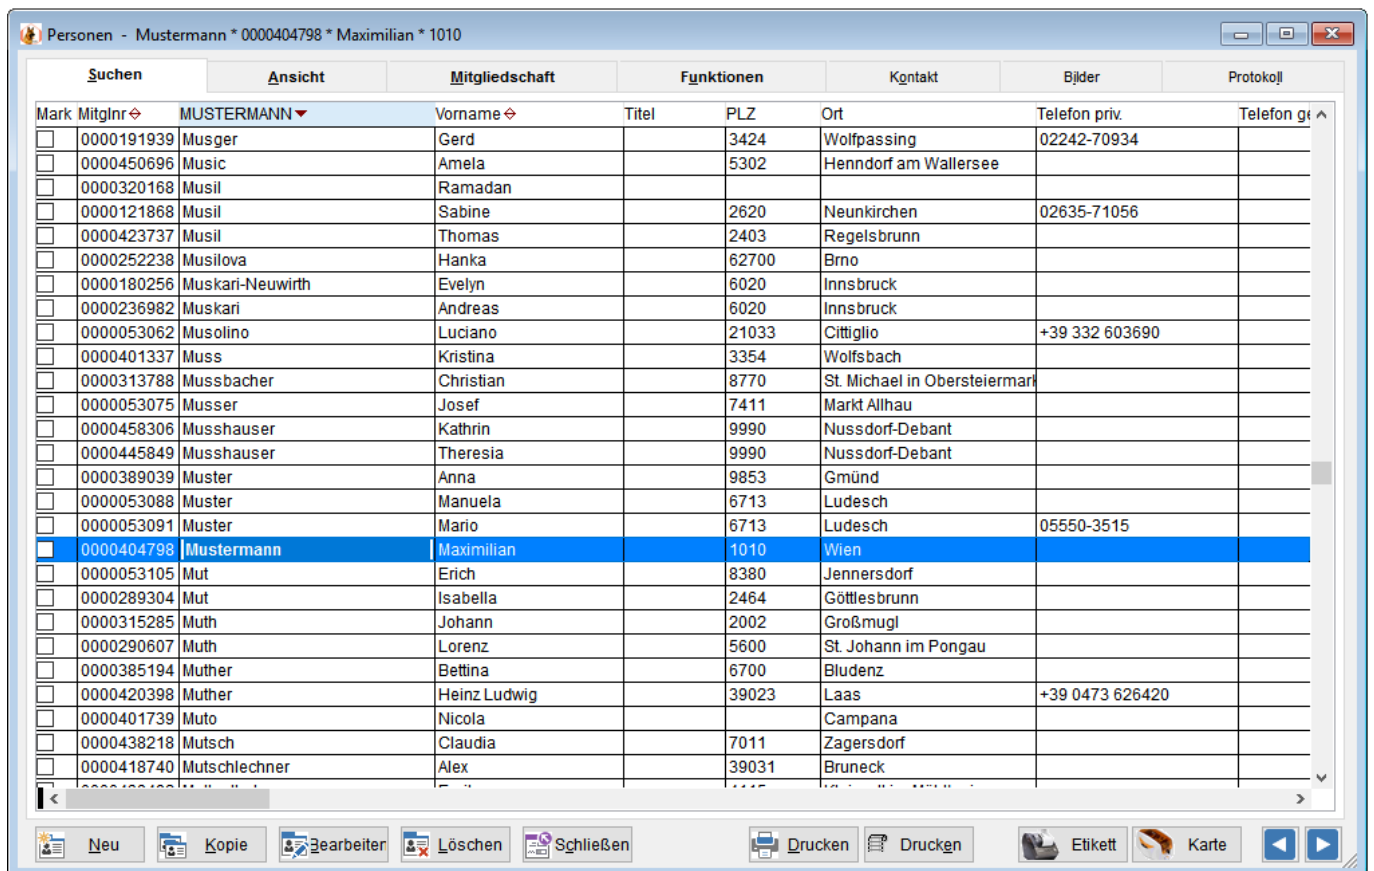 Personen - Mustermann * 0000404798 * Maximilian * 1010
Suchen Ansicht Mitgliedschaft Funktionen Kontakt Bilder Protokoll
Mark Mitglnr MUSTERMANN Vorname Titel PLZ Ort Telefon priv. Telefon ge
0000191939 Musger Gerd 3424 Wolfpassing 02242-70934
0000450696 Music Amela 5302 Henndorf am Wallersee
0000320168 Musil Ramadan
0000121868 Musil Sabine 2620 Neunkirchen 02635-71056
0000423737 Musil Thomas 2403 Regelsbrunn
0000252238 Musilova Hanka 62700 Brno
0000180256 Muskari-Neuwirth Evelyn 6020 Innsbruck
0000236982 Muskari Andreas 6020 Innsbruck
0000053062 Musolino Luciano 21033 Cittiglio +39 332 603690
0000401337 Muss Kristina 3354 Wolfsbach
0000313788 Mussbacher Christian 8770 St. Michael in Obersteiermark
0000053075 Musser Josef 7411 Markt Allhau
0000458306 Musshauser Kathrin 9990 Nussdorf-Debant
0000445849 Musshauser Theresia 9990 Nussdorf-Debant
0000389039 Muster Anna 9853 Gmünd
0000053088 Muster Manuela 6713 Ludesch
0000053091 Muster Mario 6713 Ludesch 05550-3515
0000404798 Mustermann Maximilian 1010 Wien
0000053105 Mut Erich 8380 Jennersdorf
0000289304 Mut Isabella 2464 Göttlesbrunn
0000315285 Muth Johann 2002 Großmugl
0000290607 Muth Lorenz 5600 St. Johann im Pongau
0000385194 Muther Bettina 6700 Bludenz
0000420398 Muther Heinz Ludwig 39023 Laas +39 0473 626420
0000401739 Muto Nicola Campana
0000438218 Mutsch Claudia 7011 Zagersdorf
0000418740 Mutschlechner Alex 39031 Bruneck
Neu Kopie Bearbeiten Löschen Schließen Drucken Drucken Etikett Karte